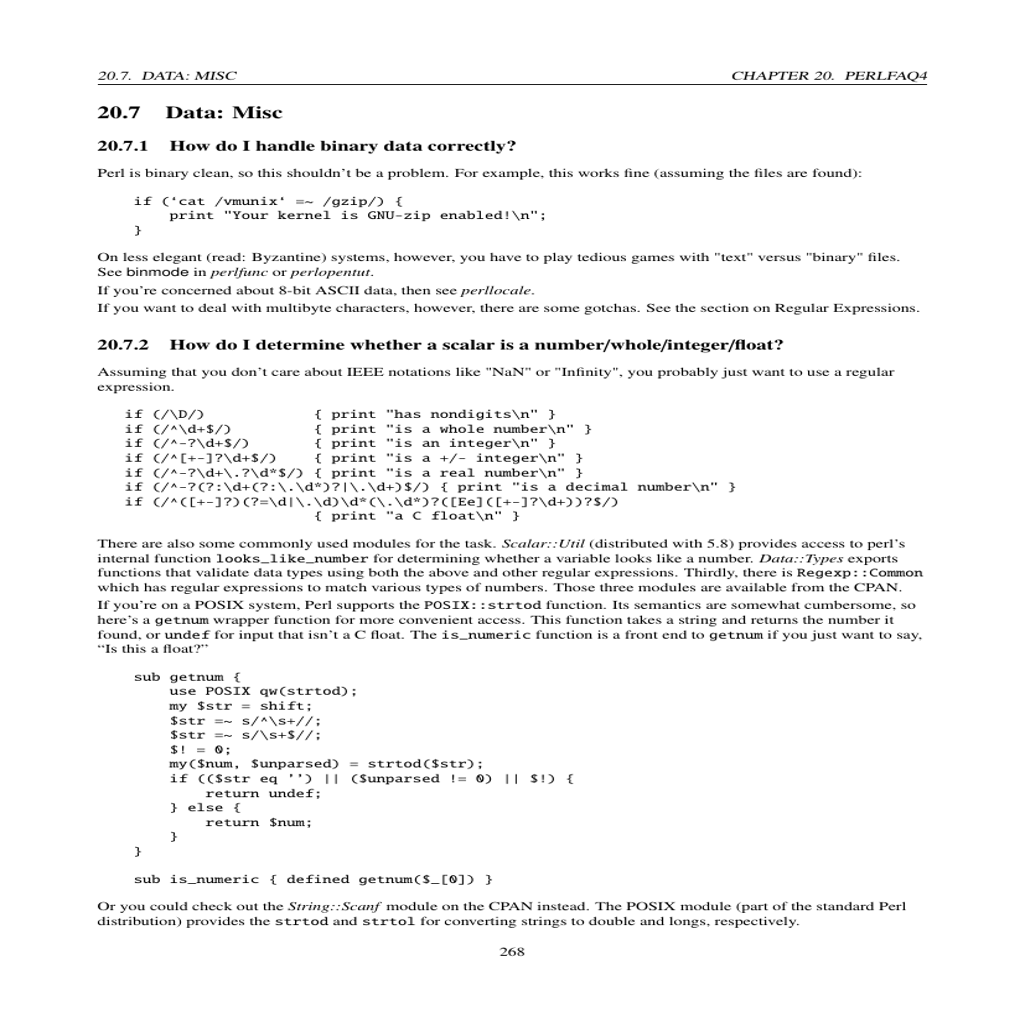 20.7. DATA: MISC CHAPTER 20. PERLFAQ4
20.7 Data: Misc
20.7.1 How do I handle binary data correctly?
Perl is binary clean, so this shouldn't be a problem. For example, this works fine (assuming the files are found):
if (‘cat /vmunix‘ =~ /gzip/) {
    print "Your kernel is GNU-zip enabled!\n";
}
On less elegant (read: Byzantine) systems, however, you have to play tedious games with "text" versus "binary" files.
See binmode in perlfunc or perlopentut.
If you're concerned about 8-bit ASCII data, then see perllocale.
If you want to deal with multibyte characters, however, there are some gotchas. See the section on Regular Expressions.
20.7.2 How do I determine whether a scalar is a number/whole/integer/float?
Assuming that you don't care about IEEE notations like "NaN" or "Infinity", you probably just want to use a regular
expression.
if (/\D/)            { print "has nondigits\n" }
if (/^\d+$/)         { print "is a whole number\n" }
if (/^-?\d+$/)       { print "is an integer\n" }
if (/^[+-]?\d+$/)    { print "is a +/- integer\n" }
if (/^-?\d+\.?\d*$/) { print "is a real number\n" }
if (/^-?(?:\d+(?:\.\d*)?|\.\d+)$/) { print "is a decimal number\n" }
if (/^([+-]?)(?=\d|\.\d)\d*(\.\d*)?([Ee]([+-]?\d+))?$/)
                     { print "a C float\n" }
There are also some commonly used modules for the task. Scalar::Util (distributed with 5.8) provides access to perl's
internal function looks_like_number for determining whether a variable looks like a number. Data::Types exports
functions that validate data types using both the above and other regular expressions. Thirdly, there is Regexp::Common
which has regular expressions to match various types of numbers. Those three modules are available from the CPAN.
If you're on a POSIX system, Perl supports the POSIX::strtod function. Its semantics are somewhat cumbersome, so
here's a getnum wrapper function for more convenient access. This function takes a string and returns the number it
found, or undef for input that isn't a C float. The is_numeric function is a front end to getnum if you just want to say,
“Is this a float?”
sub getnum {
    use POSIX qw(strtod);
    my $str = shift;
    $str =~ s/^\s+//;
    $str =~ s/\s+$//;
    $! = 0;
    my($num, $unparsed) = strtod($str);
    if (($str eq '') || ($unparsed != 0) || $!) {
        return undef;
    } else {
        return $num;
    }
}
sub is_numeric { defined getnum($_[0]) }
Or you could check out the String::Scanf module on the CPAN instead. The POSIX module (part of the standard Perl
distribution) provides the strtod and strtol for converting strings to double and longs, respectively.
268